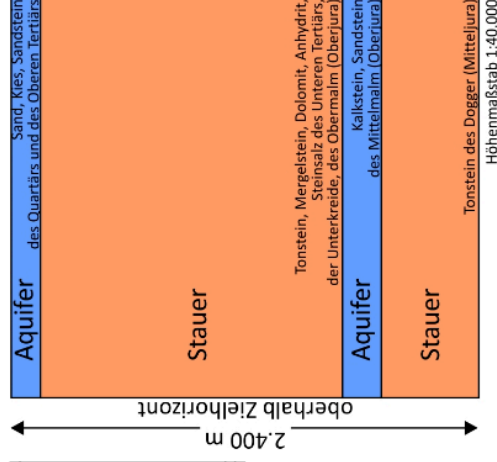 Aquifer
Sand, Kies, Sandstein
des Quartärs und des Oberen Tertiärs
Stauer
Tonstein, Mergelstein, Dolomit, Anhydrit,
Steinsalz des Unteren Tertiärs,
der Unterkreide, des Obermalm (Oberjura)
Aquifer
Kalkstein, Sandstein
des Mittelmalm (Oberjura)
Stauer
Tonstein des Dogger (Mitteljura)
Höhenmaßstab 1:40.000
2.400 m
oberhalb Zielhorizont